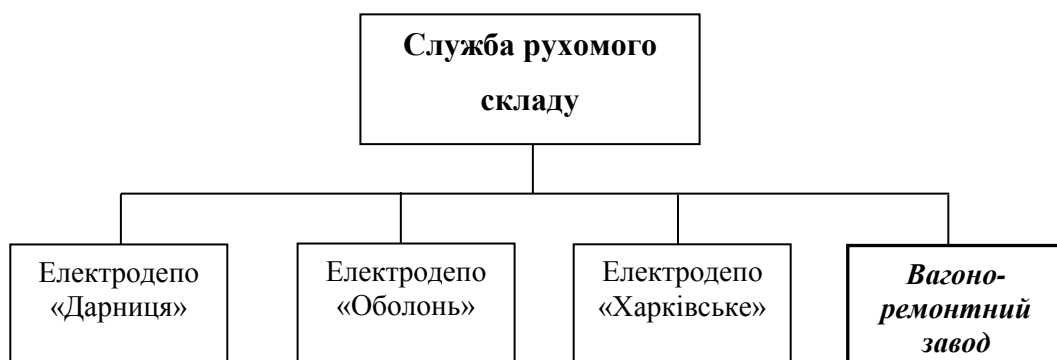 Служба рухомого
складу
Електродепо
«Дарниця»
Електродепо
«Оболонь»
Електродепо
«Харківське»
Вагоно-
ремонтний
завод